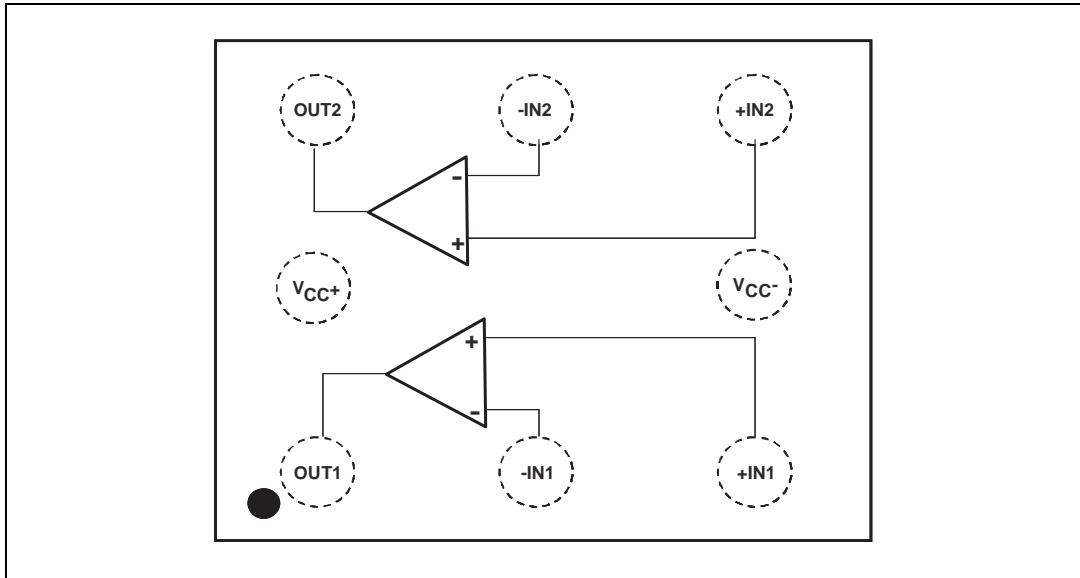 OUT2 -IN2 +IN2
-
+
VCC+ VCC-
+
-
OUT1 -IN1 +IN1